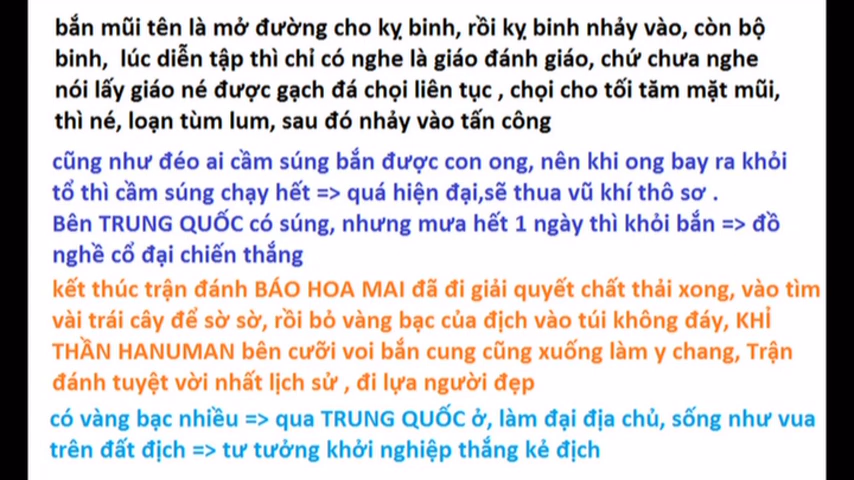 bắn mũi tên là mở đường cho kỵ binh, rồi kỵ binh nhảy vào, còn bộ
binh, lúc diễn tập thì chỉ có nghe là giáo đánh giáo, chứ chưa nghe
nói lấy giáo né được gạch đá chọi liên tục , chọi cho tối tăm mặt mũi,
thì né, loạn tùm lum, sau đó nhảy vào tấn công
cũng như đéo ai cầm súng bắn được con ong, nên khi ong bay ra khỏi
tổ thì cầm súng chạy hết => quá hiện đại,sẽ thua vũ khí thô sơ .
Bên TRUNG QUỐC có súng, nhưng mưa hết 1 ngày thì khỏi bắn => đồ
nghề cổ đại chiến thắng
kết thúc trận đánh BÁO HOA MAI đã đi giải quyết chất thải xong, vào tìm
vài trái cây để sờ sờ, rồi bỏ vàng bạc của địch vào túi không đáy, KHỈ
THẦN HANUMAN bên cưỡi voi bắn cung cũng xuống làm y chang, Trận
đánh tuyệt vời nhất lịch sử , đi lựa người đẹp
có vàng bạc nhiều => qua TRUNG QUỐC ở, làm đại địa chủ, sống như vua
trên đất địch => tư tưởng khởi nghiệp thắng kẻ địch